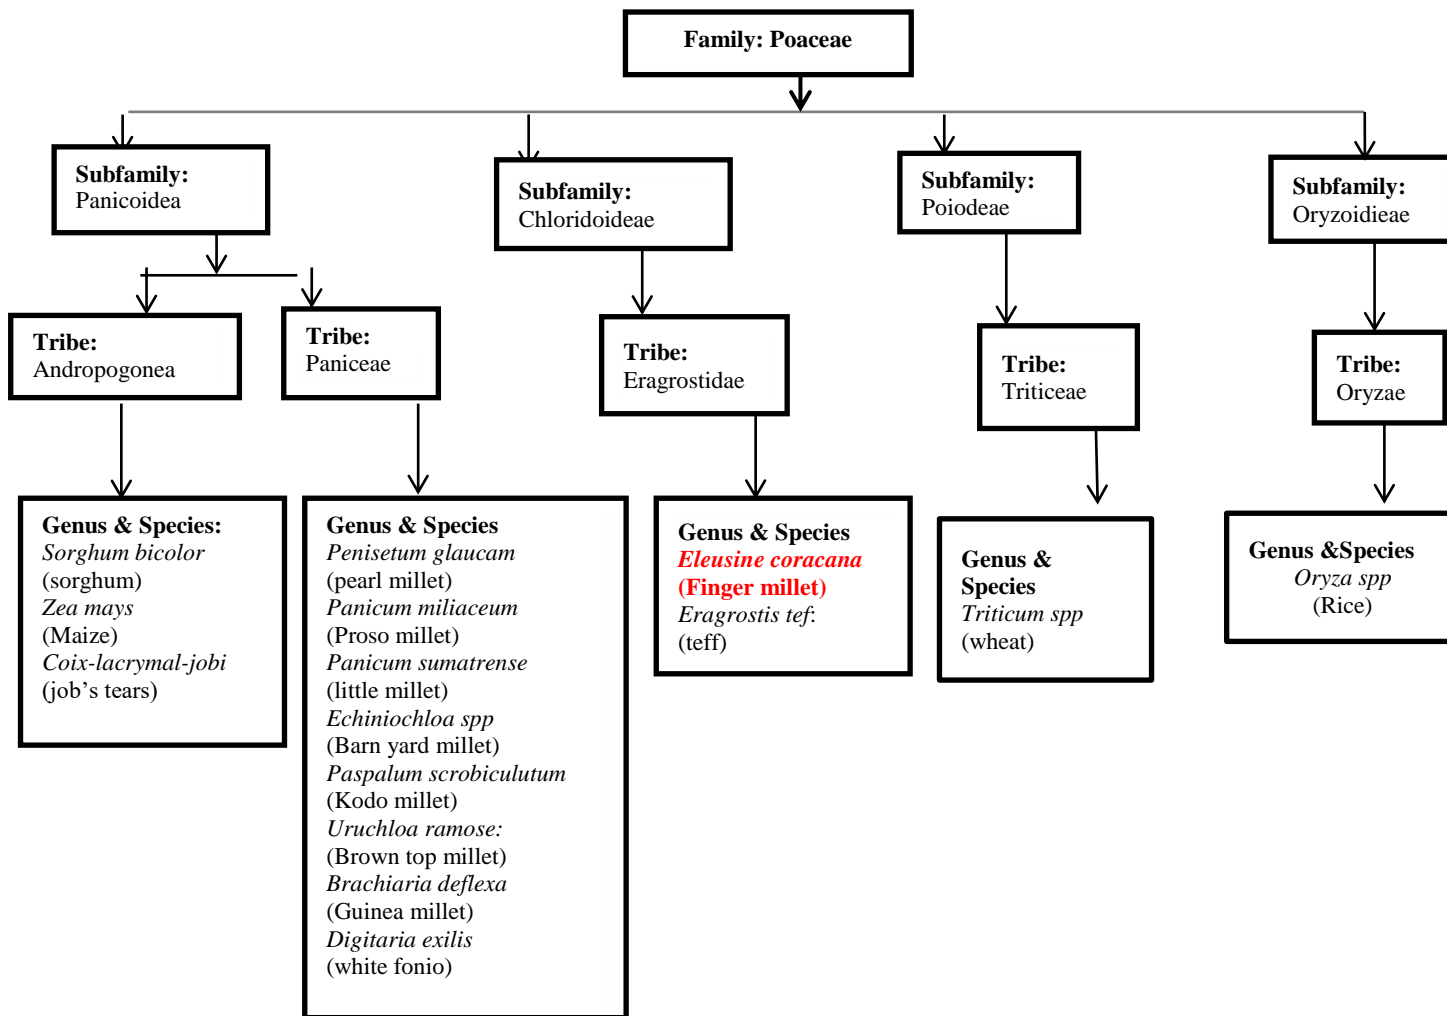 Family: Poaceae
Subfamily:
Panicoidea
Subfamily:
Chloridoideae
Subfamily:
Poiodeae
Subfamily:
Oryzoidieae
Tribe:
Andropogonea
Tribe:
Paniceae
Tribe:
Eragrostidae
Tribe:
Triticeae
Tribe:
Oryzae
Genus & Species:
Sorghum bicolor
(sorghum)
Zea mays
(Maize)
Coix-lacrymal-jobi
(job’s tears)
Genus & Species
Penisetum glaucam
(pearl millet)
Panicum miliaceum
(Proso millet)
Panicum sumatrense
(little millet)
Echiniochloa spp
(Barn yard millet)
Paspalum scrobiculutum
(Kodo millet)
Uruchloa ramose:
(Brown top millet)
Brachiaria deflexa
(Guinea millet)
Digitaria exilis
(white fonio)
Genus & Species
Eleusine coracana
(Finger millet)
Eragrostis tef:
(teff)
Genus &
Species
Triticum spp
(wheat)
Genus &Species
Oryza spp
(Rice)